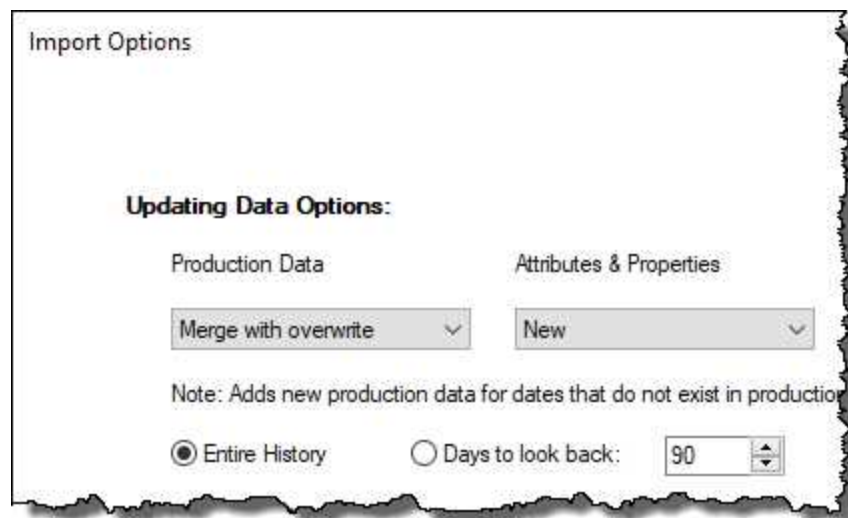 Import Options
Updating Data Options:
Production Data Attributes & Properties
Merge with overwrite New
Note: Adds new production data for dates that do not exist in production
Entire History Days to look back: 90